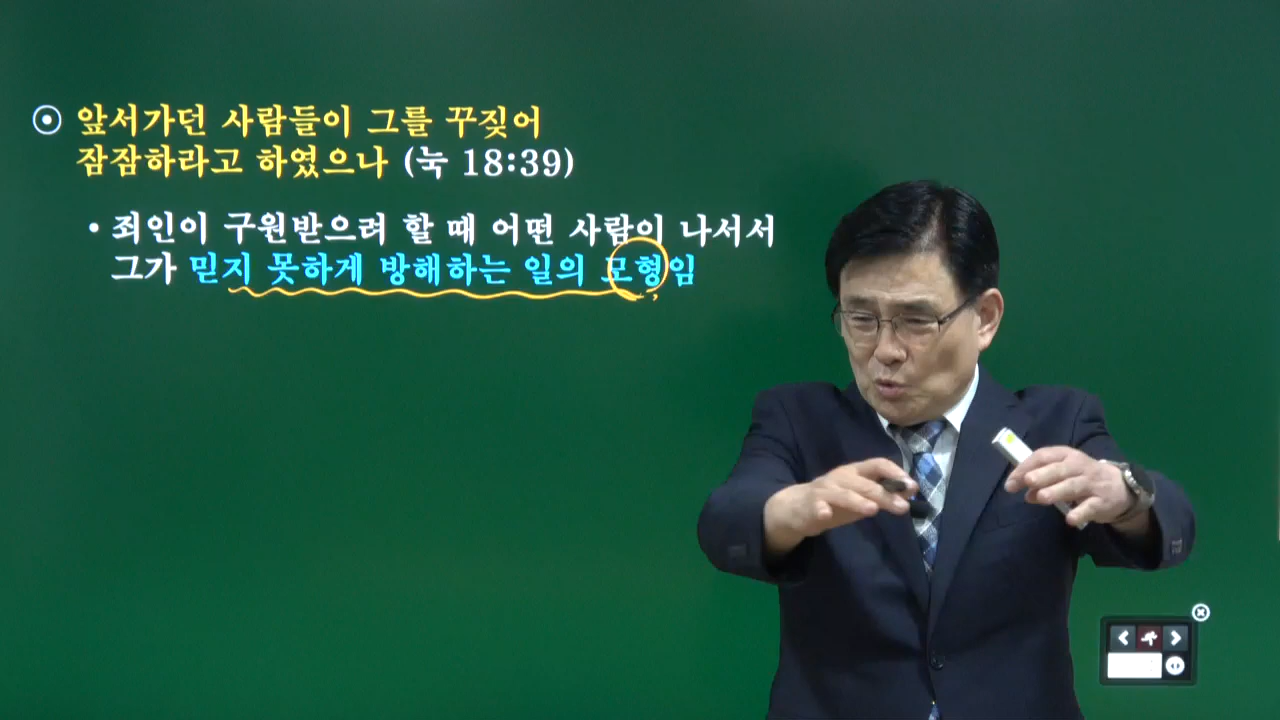 앞서가던 사람들이 그를 꾸짖어
잠잠하라고 하였으나 (눅 18:39)
• 죄인이 구원받으려 할 때 어떤 사람이 나서서
그가 믿지 못하게 방해하는 일의 모형임